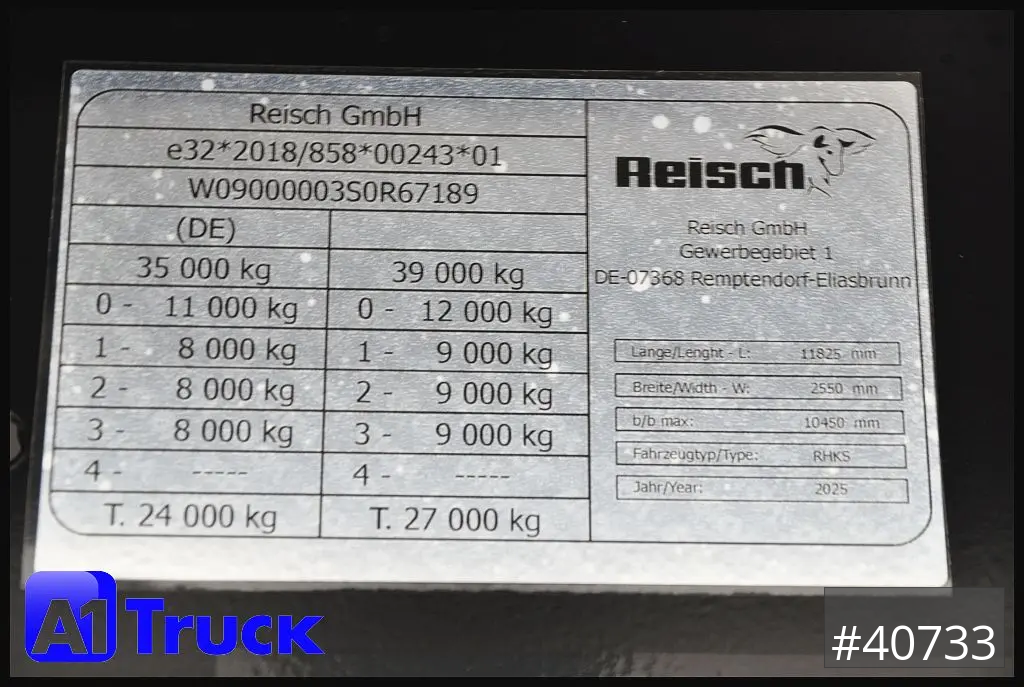 Reisch GmbH
e32*2018/858*00243*01
W09000003S0R67189
(DE)
35 000 kg 39 000 kg
0 - 11 000 kg 0 - 12 000 kg
1 - 8 000 kg 1 - 9 000 kg
2 - 8 000 kg 2 - 9 000 kg
3 - 8 000 kg 3 - 9 000 kg
4 - ----- 4 - -----
T. 24 000 kg T. 27 000 kg
Reisch
Reisch GmbH
Gewerbegebiet 1
DE-07368 Remptendorf-Eliasbrunn
Länge/Lenght - L: 11825 mm
Breite/Width - W: 2550 mm
b/b max: 10450 mm
Fahrzeugtyp/Type: RHKS
Jahr/Year: 2025
A1 Truck
#40733